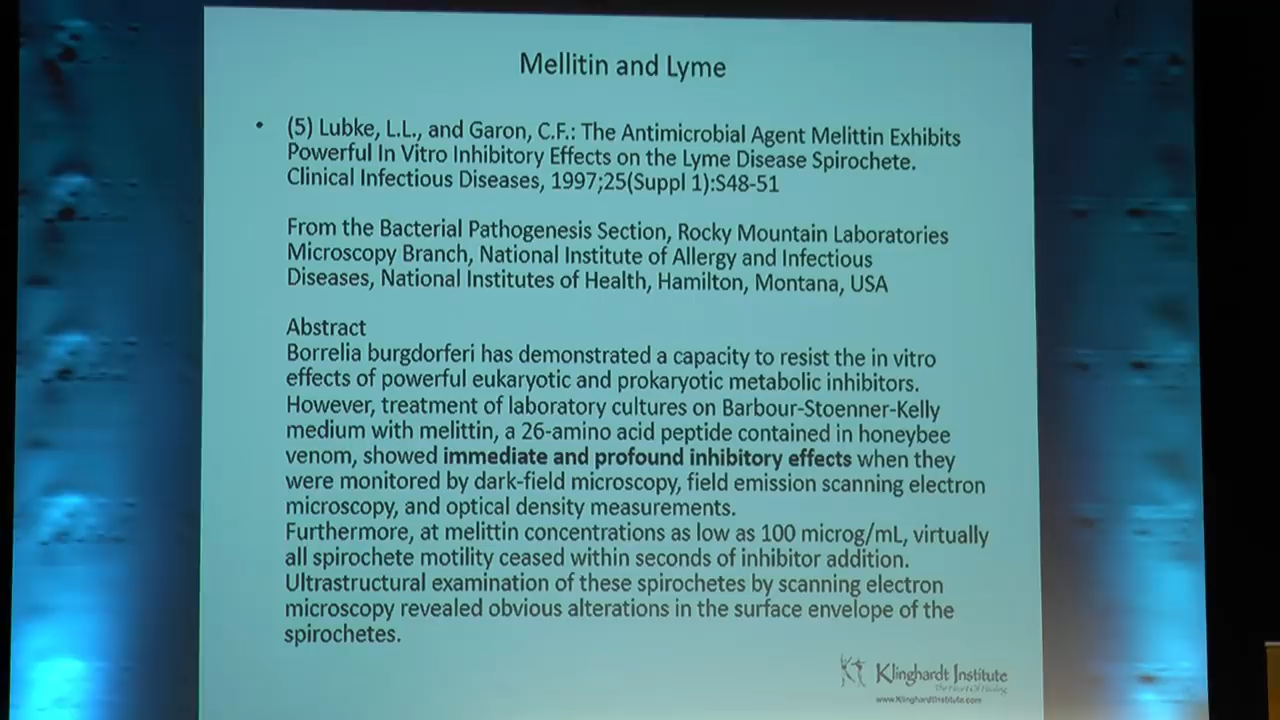 Mellitin and Lyme
• (5) Lubke, L.L., and Garon, C.F.: The Antimicrobial Agent Melittin Exhibits
Powerful In Vitro Inhibitory Effects on the Lyme Disease Spirochete.
Clinical Infectious Diseases, 1997;25(Suppl 1):S48-51
From the Bacterial Pathogenesis Section, Rocky Mountain Laboratories
Microscopy Branch, National Institute of Allergy and Infectious
Diseases, National Institutes of Health, Hamilton, Montana, USA
Abstract
Borrelia burgdorferi has demonstrated a capacity to resist the in vitro
effects of powerful eukaryotic and prokaryotic metabolic inhibitors.
However, treatment of laboratory cultures on Barbour-Stoenner-Kelly
medium with melittin, a 26-amino acid peptide contained in honeybee
venom, showed immediate and profound inhibitory effects when they
were monitored by dark-field microscopy, field emission scanning electron
microscopy, and optical density measurements.
Furthermore, at melittin concentrations as low as 100 microg/mL, virtually
all spirochete motility ceased within seconds of inhibitor addition.
Ultrastructural examination of these spirochetes by scanning electron
microscopy revealed obvious alterations in the surface envelope of the
spirochetes.
Klinghardt Institute
The Heart Of Healing
www.KlinghardtInstitute.com